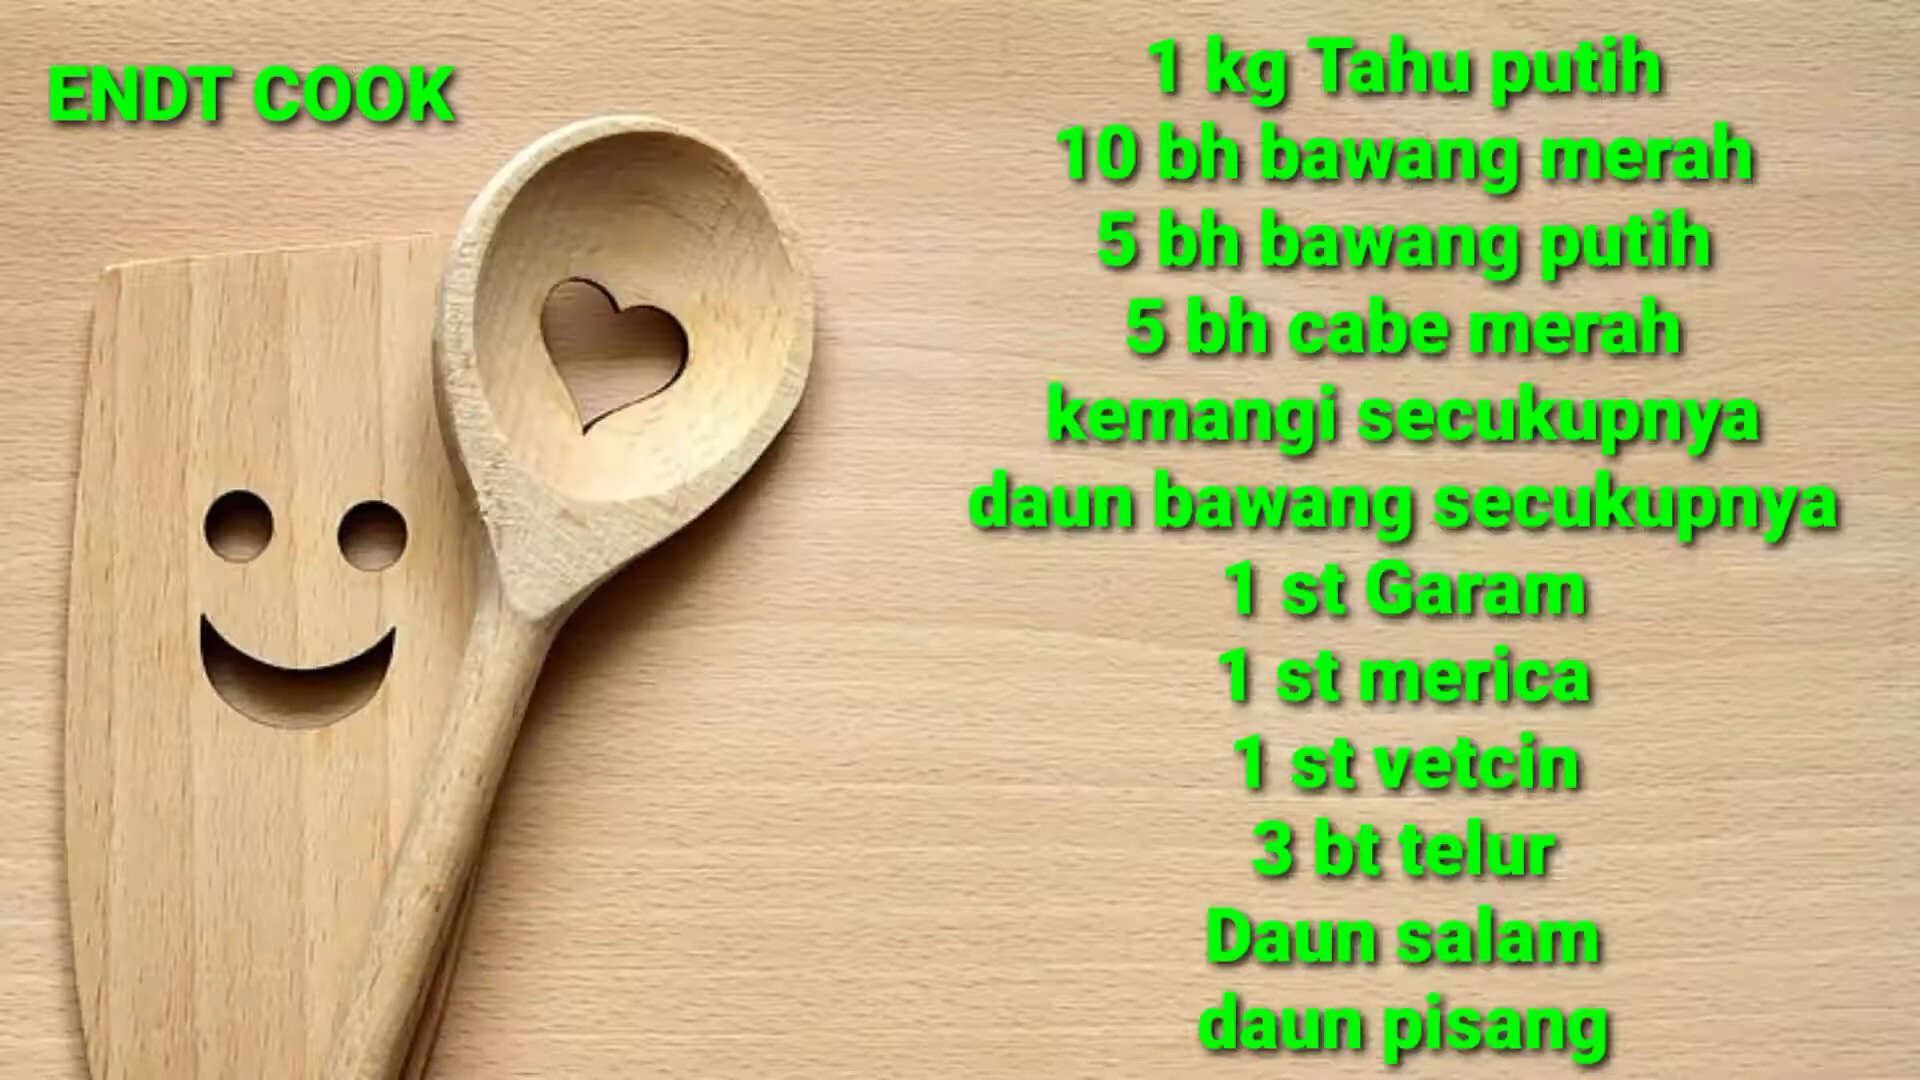 ENDT COOK
1 kg Tahu putih
10 bh bawang merah
5 bh bawang putih
5 bh cabe merah
kemangi secukupnya
daun bawang secukupnya
1 st Garam
1 st merica
1 st vetcin
3 bt telur
Daun salam
daun pisang